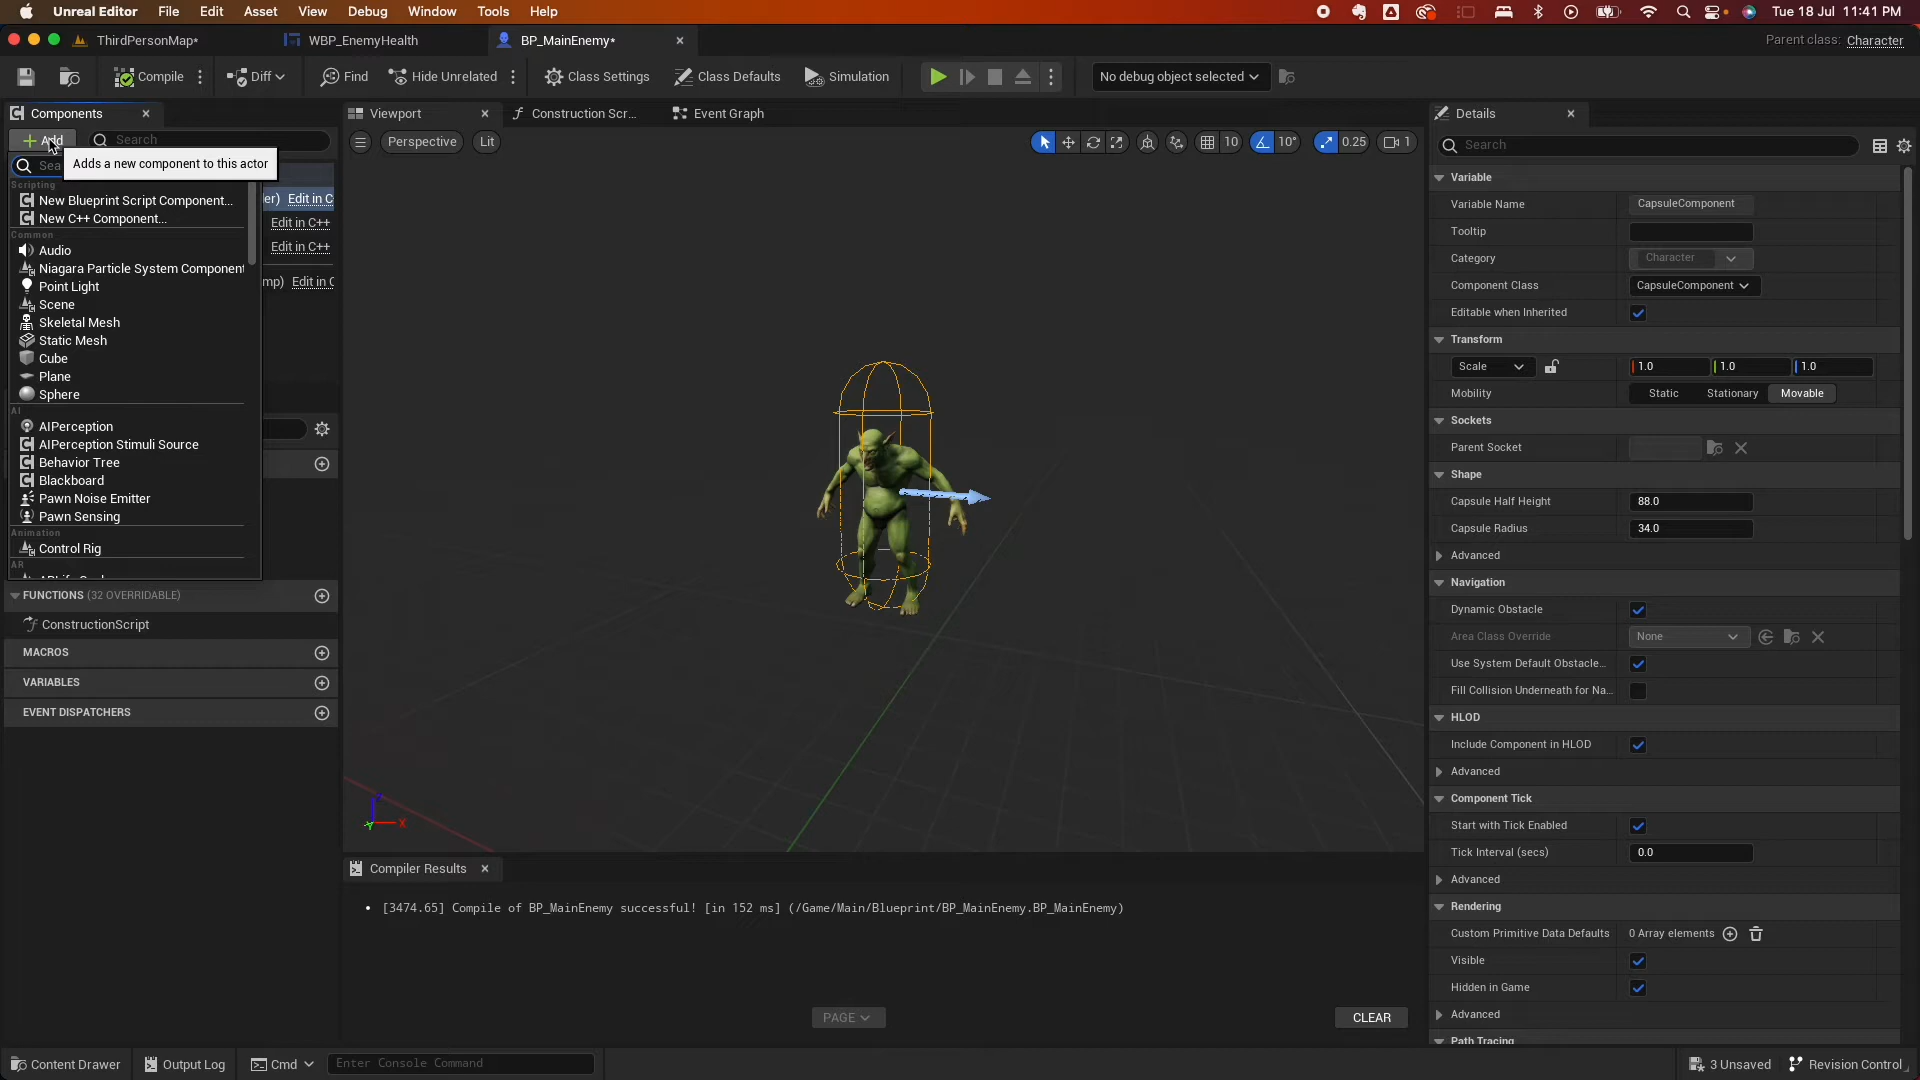 Unreal Editor File Edit Asset View Debug Window Tools Help Tue 18 Jul 11:41 PM
ThirdPersonMap* WBP_EnemyHealth BP_MainEnemy* Parent class: Character
Compile Diff Find Hide Unrelated Class Settings Class Defaults Simulation No debug object selected
Components
Add Search
Sea
Adds a new component to this actor
Scripting
New Blueprint Script Component...
New C++ Component...
Common
Audio
Niagara Particle System Component
Point Light
Scene
Skeletal Mesh
Static Mesh
Cube
Plane
Sphere
AI
AIPerception
AIPerception Stimuli Source
Behavior Tree
Blackboard
Pawn Noise Emitter
Pawn Sensing
Animation
Control Rig
AR
er) Edit in C
Edit in C++
Edit in C++
mp) Edit in C
FUNCTIONS (32 OVERRIDABLE)
ConstructionScript
MACROS
VARIABLES
EVENT DISPATCHERS
Viewport Construction Scr... Event Graph
Perspective Lit 10 10° 0.25 1
Z
X
Y
Compiler Results
[3474.65] Compile of BP_MainEnemy successful! [in 152 ms] (/Game/Main/Blueprint/BP_MainEnemy.BP_MainEnemy)
PAGE CLEAR
Details
Search
Variable
Variable Name CapsuleComponent
Tooltip
Category Character
Component Class CapsuleComponent
Editable when Inherited
Transform
Scale 1.0 1.0 1.0
Mobility Static Stationary Movable
Sockets
Parent Socket
Shape
Capsule Half Height 88.0
Capsule Radius 34.0
Advanced
Navigation
Dynamic Obstacle
Area Class Override None
Use System Default Obstacle...
Fill Collision Underneath for Na...
HLOD
Include Component in HLOD
Advanced
Component Tick
Start with Tick Enabled
Tick Interval (secs) 0.0
Advanced
Rendering
Custom Primitive Data Defaults 0 Array elements
Visible
Hidden in Game
Advanced
Path Tracing
Content Drawer Output Log Cmd Enter Console Command 3 Unsaved Revision Control